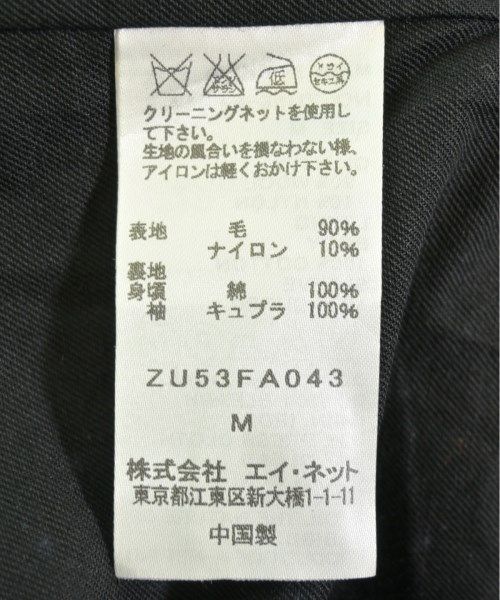 低
クリーニングネットを使用し
て下さい。
生地の風合いを損なわない様、
アイロンは軽くおかけ下さい。
表地 毛 90%
ナイロン 10%
裏地
身頃 綿 100%
袖 キュプラ 100%
ZU53FA043
M
株式会社 エイ・ネット
東京都江東区新大橋1-1-11
中国製